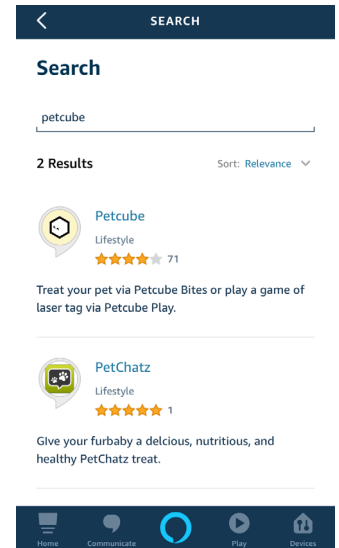 SEARCH
Search
petcube
2 Results
Sort: Relevance
Petcube
Lifestyle
71
Treat your pet via Petcube Bites or play a game of
laser tag via Petcube Play.
PetChatz
Lifestyle
1
GIve your furbaby a delcious, nutritious, and
healthy PetChatz treat.
Home Communicate Play Devices